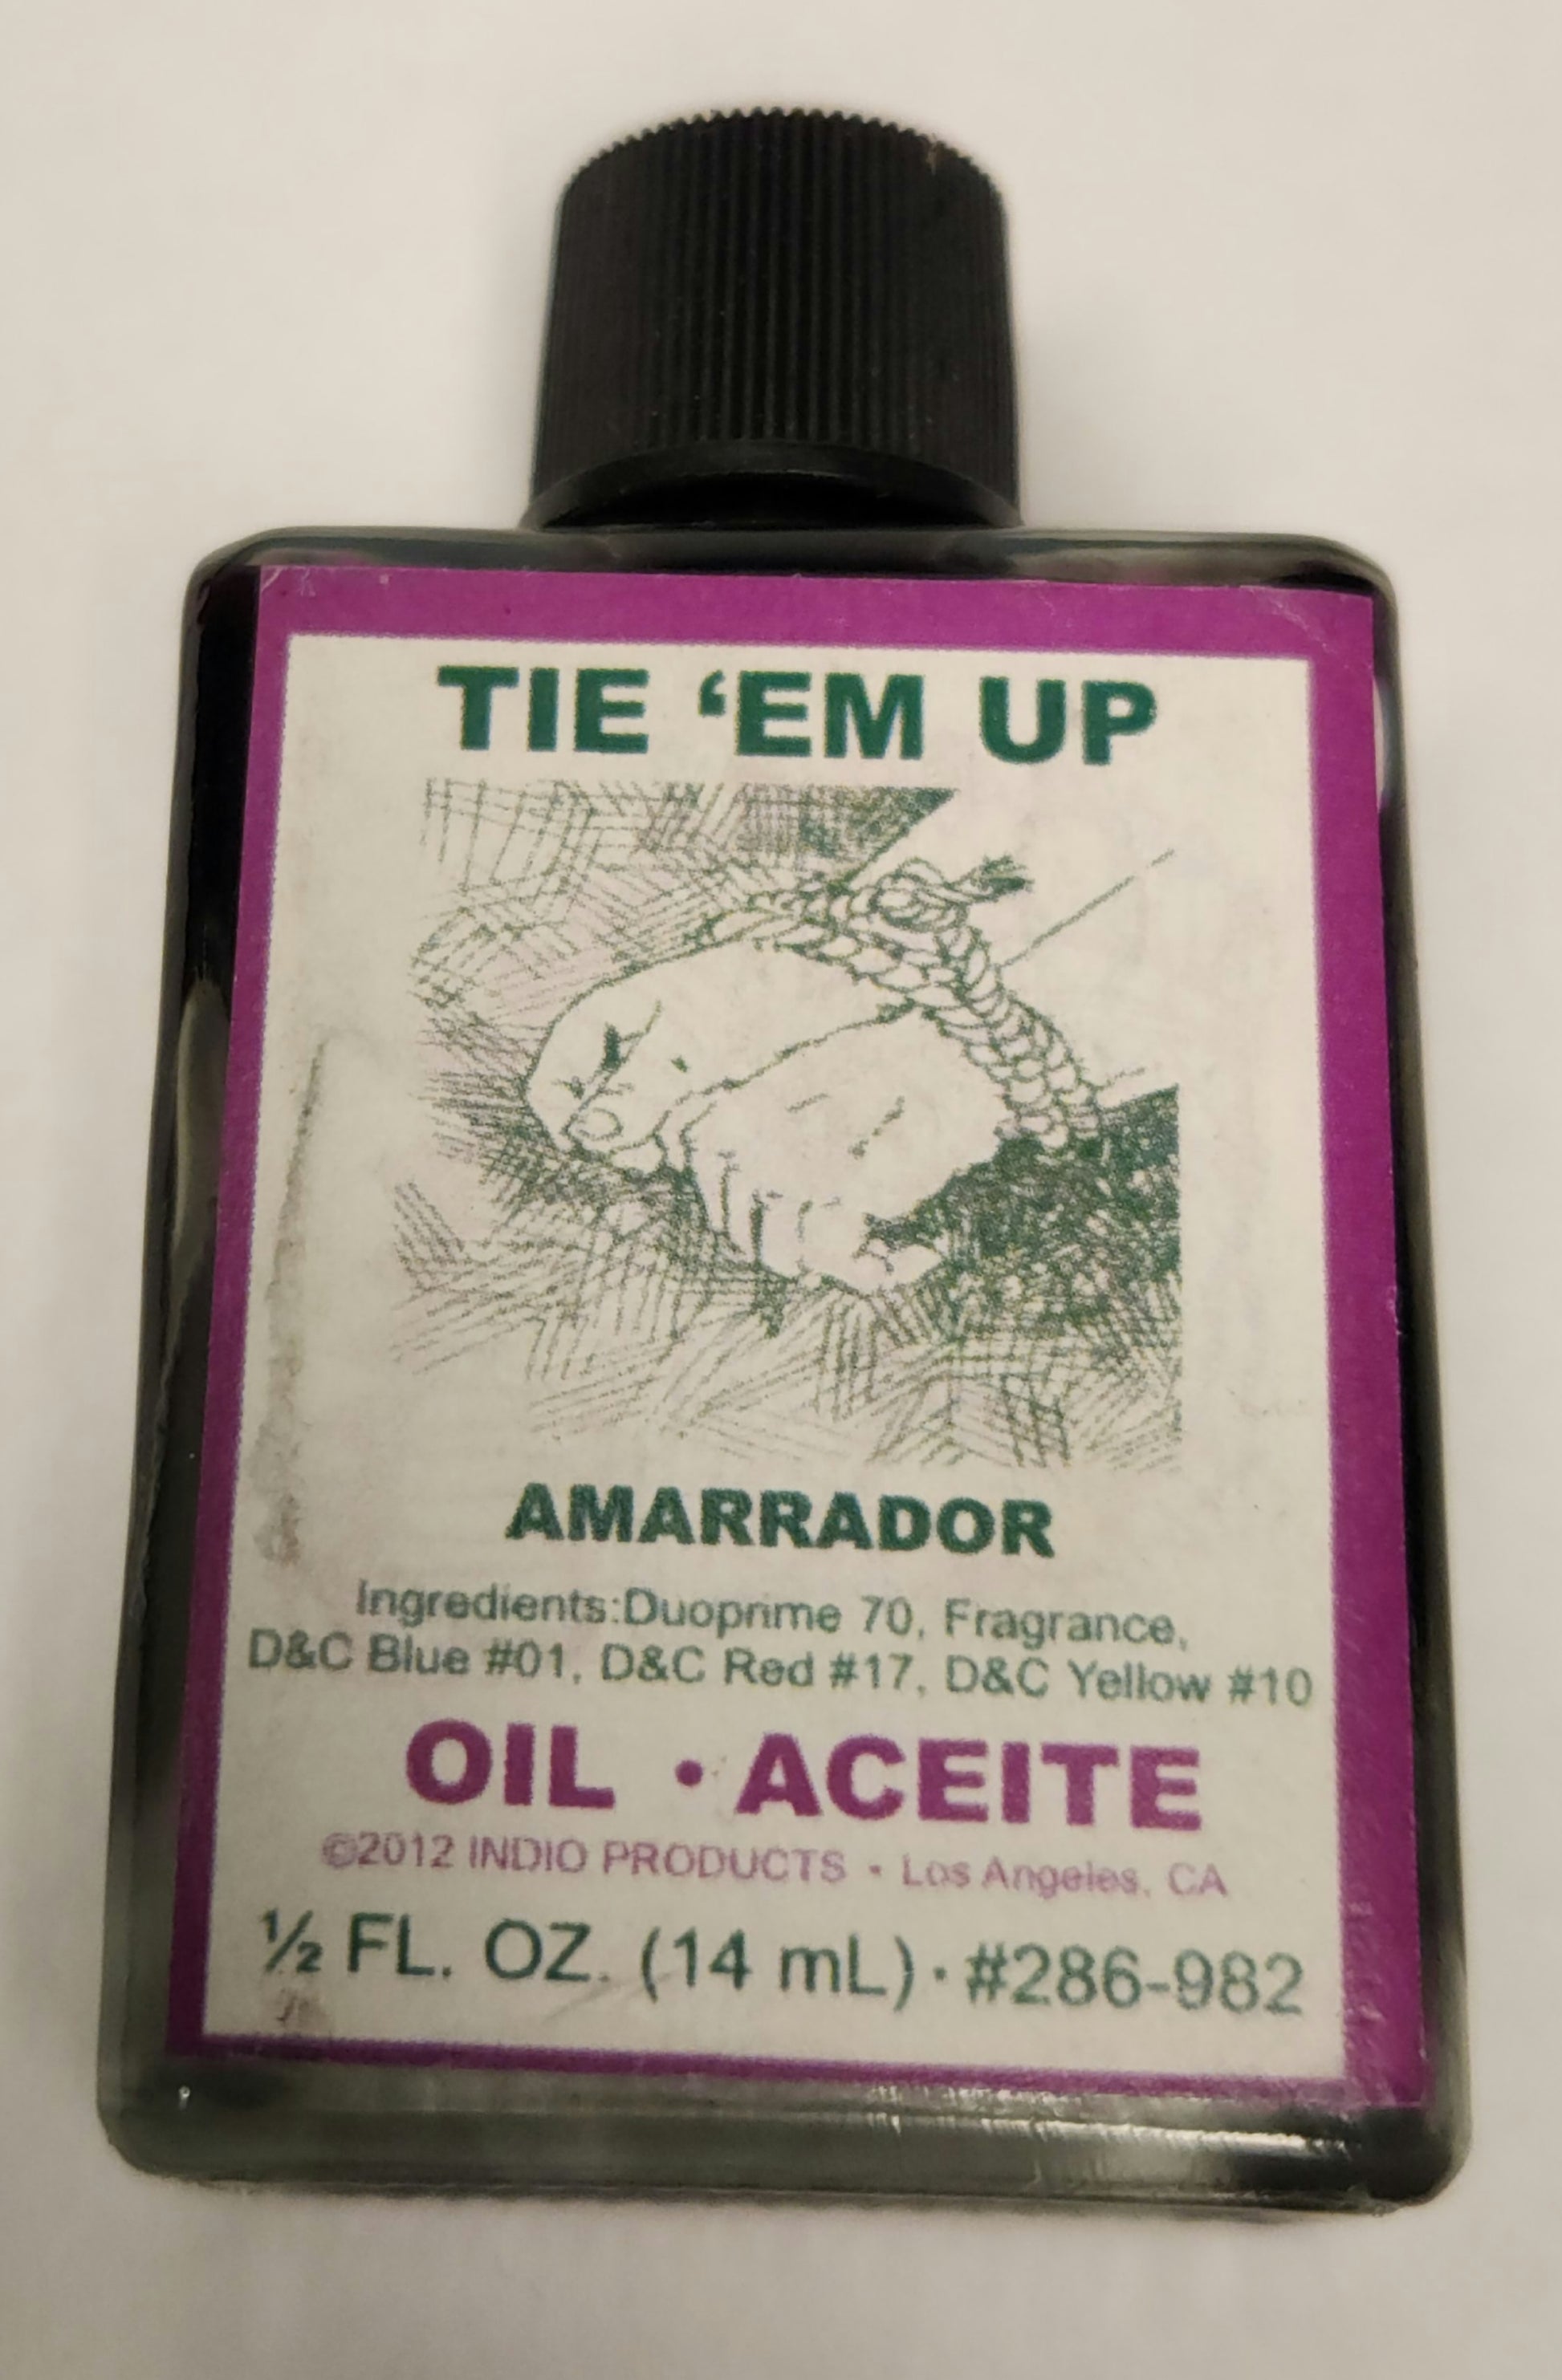 TIE ‘EM UP
AMARRADOR
Ingredients:Duoprime 70, Fragrance,
D&C Blue #01, D&C Red #17, D&C Yellow #10
OIL • ACEITE
©2012 INDIO PRODUCTS • Los Angeles, CA
½ FL. OZ. (14 mL) • #286-982